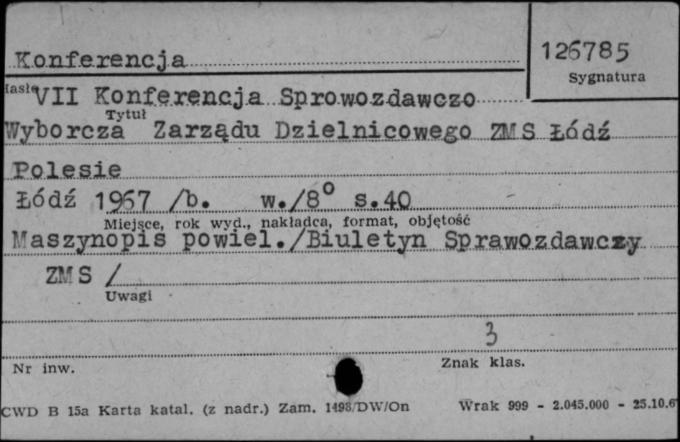 Konferencja
126785
Sygnatura
Hasło
VII Konferencja Sprowozdawczo
Tytuł
Wyborcza Zarządu Dzielnicowego ZMS Łódź
Polesie
Łódź 1967 /b. w./8° s.40
Miejsce, rok wyd., nakładca, format, objętość
Maszynopis powiel./Biuletyn Sprawozdawczy
ZMS /
Uwagi
3
Nr inw.
Znak klas.
CWD B 15a Karta katal. (z nadr.) Zam. 1498/DW/On Wrak 999 - 2.045.000 - 25.10.6